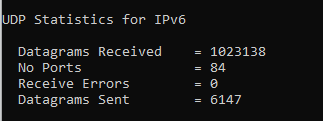 UDP Statistics for IPv6
Datagrams Received = 1023138
No Ports = 84
Receive Errors = 0
Datagrams Sent = 6147